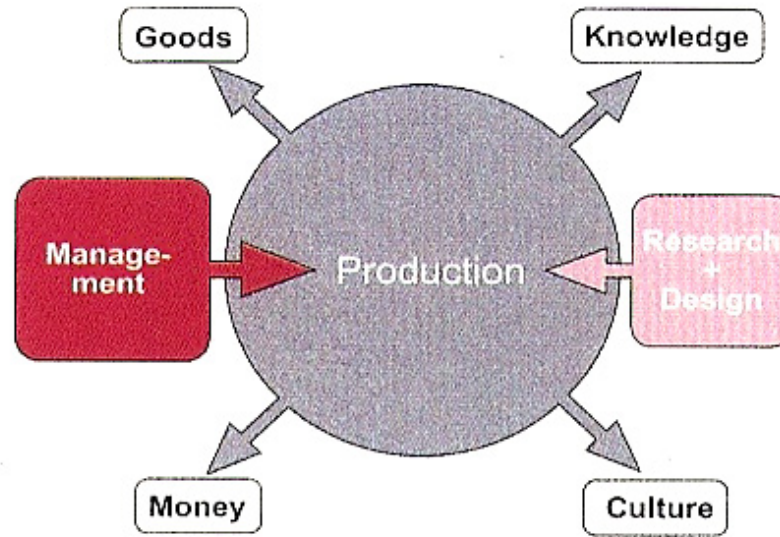 Goods
Knowledge
Manage-
ment
Production
Research
+
Design
Money
Culture